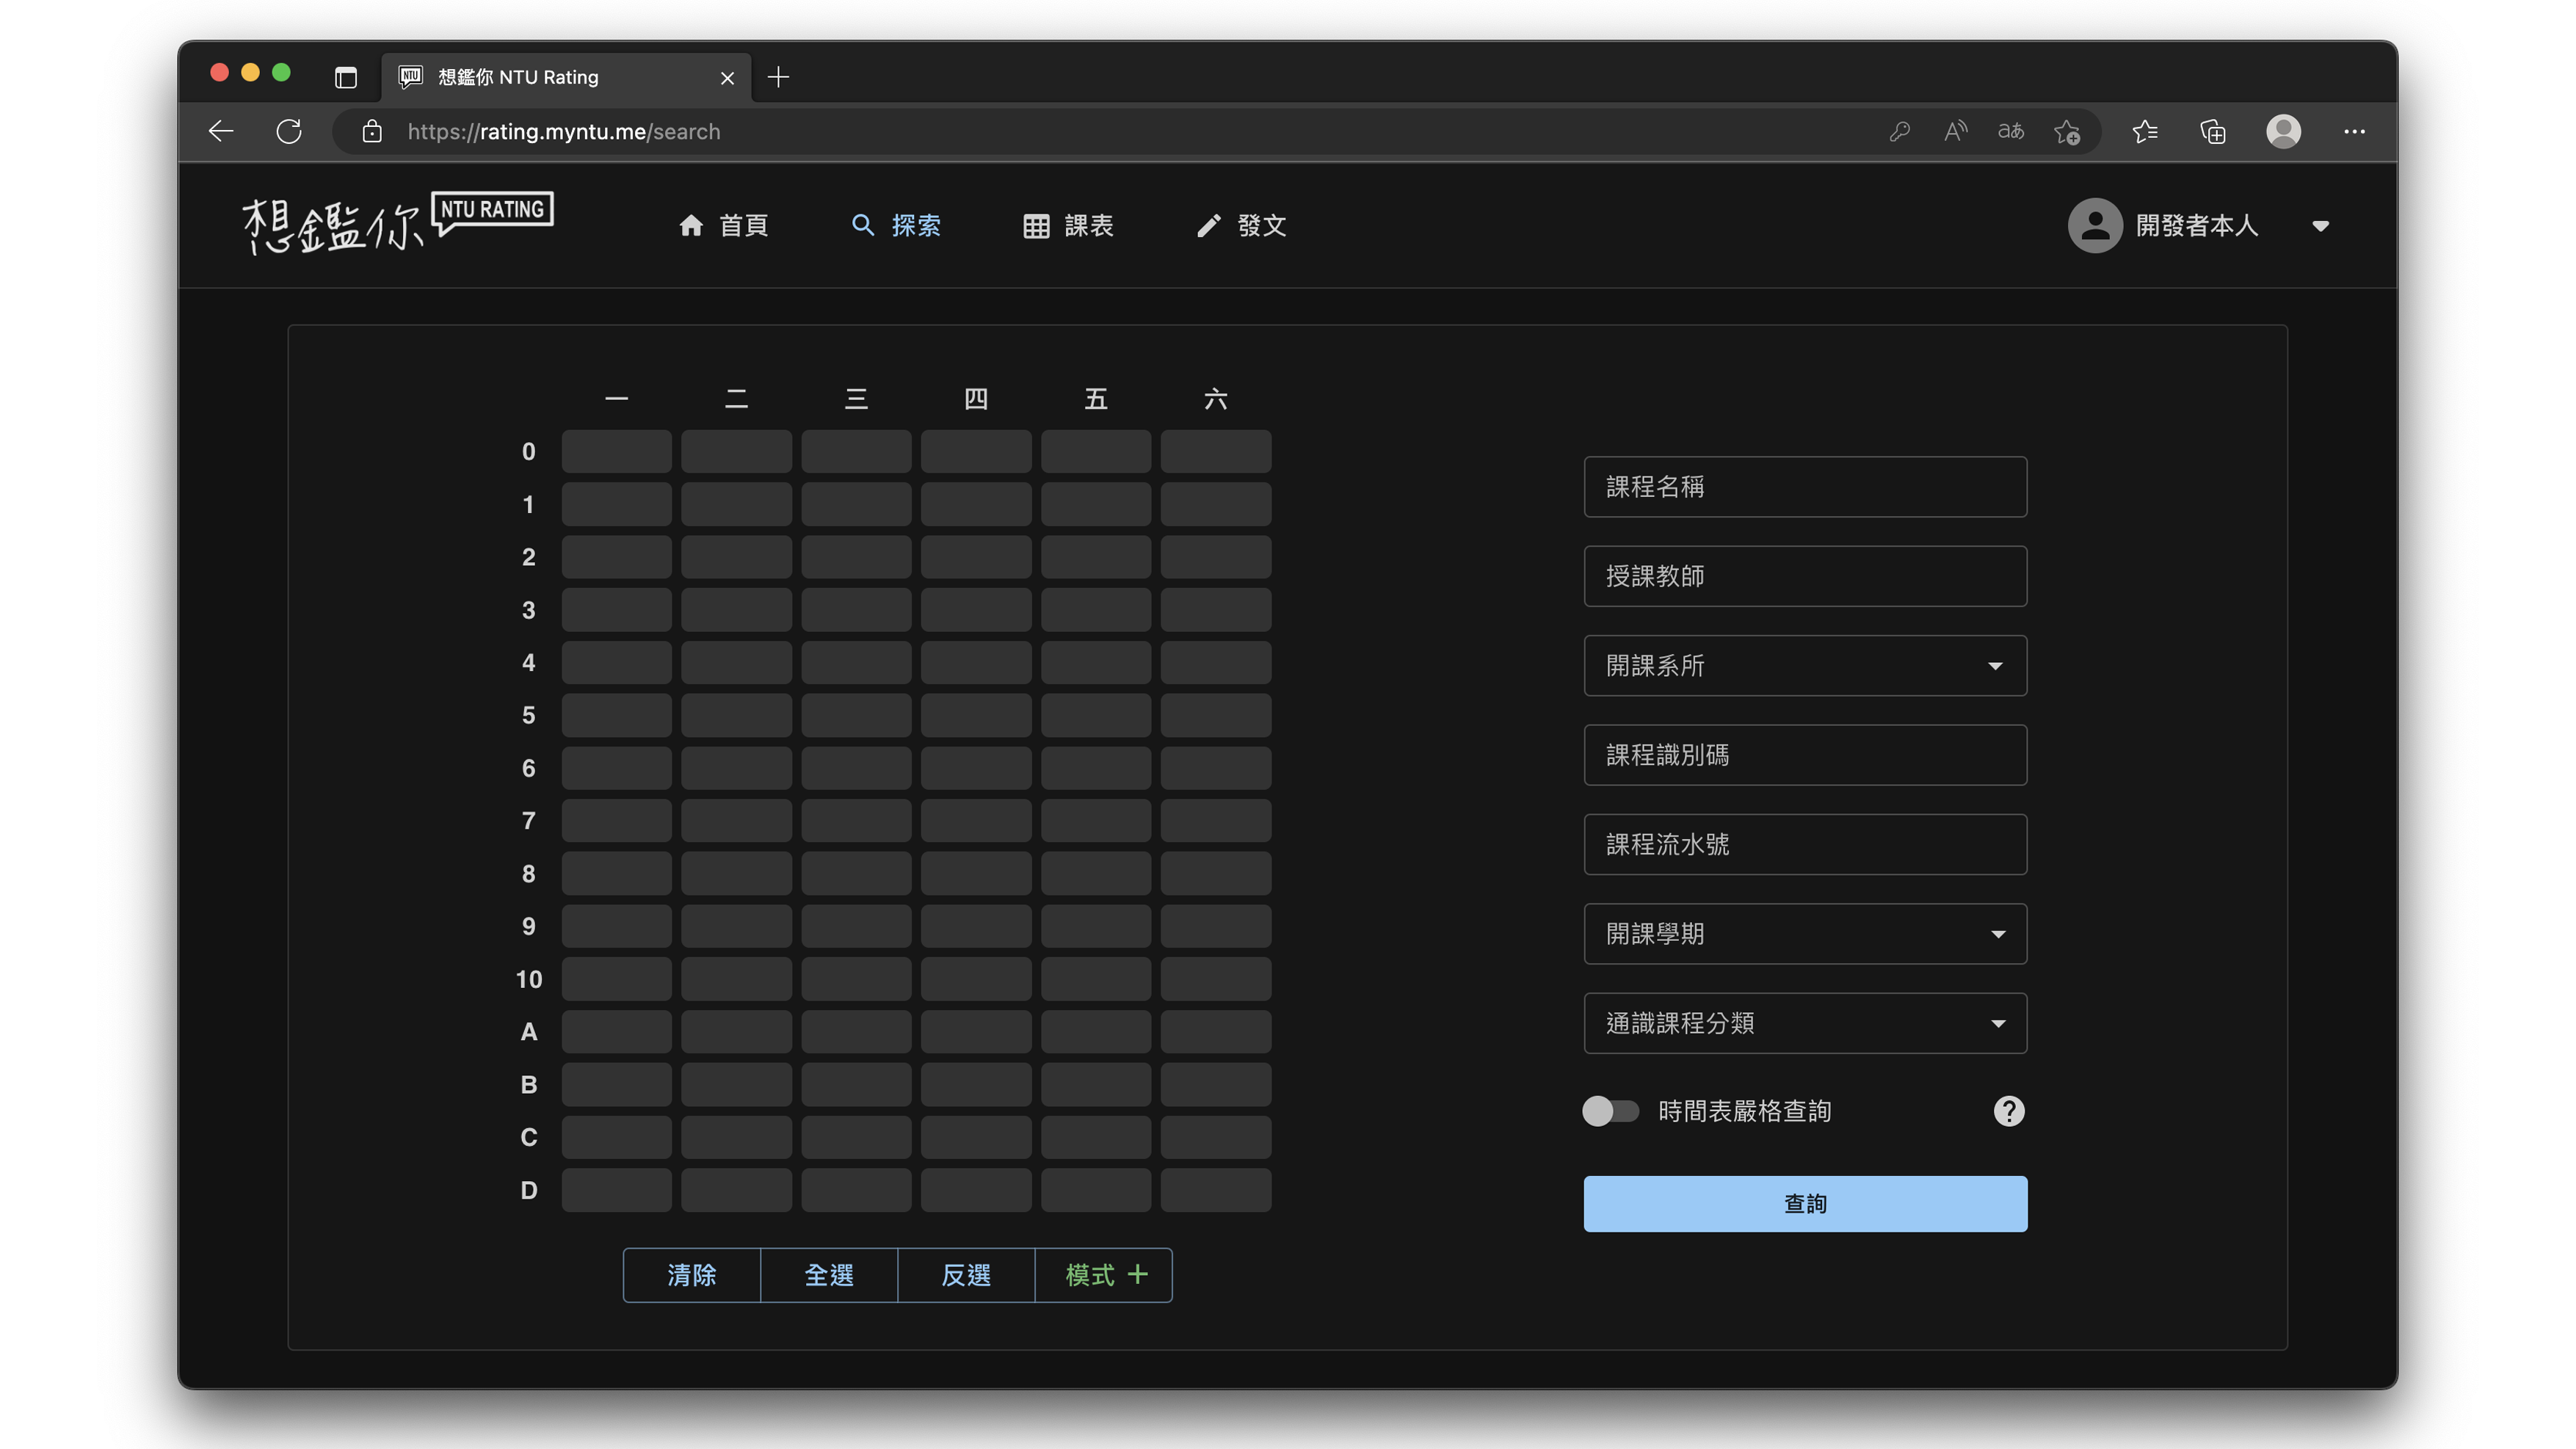 想鑑你 NTU Rating
https://rating.myntu.me/search
想鑑你 NTU RATING
首頁 探索 課表 發文 開發者本人
一 二 三 四 五 六
0
1
2
3
4
5
6
7
8
9
10
A
B
C
D
清除 全選 反選 模式 +
課程名稱
授課教師
開課系所
課程識別碼
課程流水號
開課學期
通識課程分類
時間表嚴格查詢
查詢